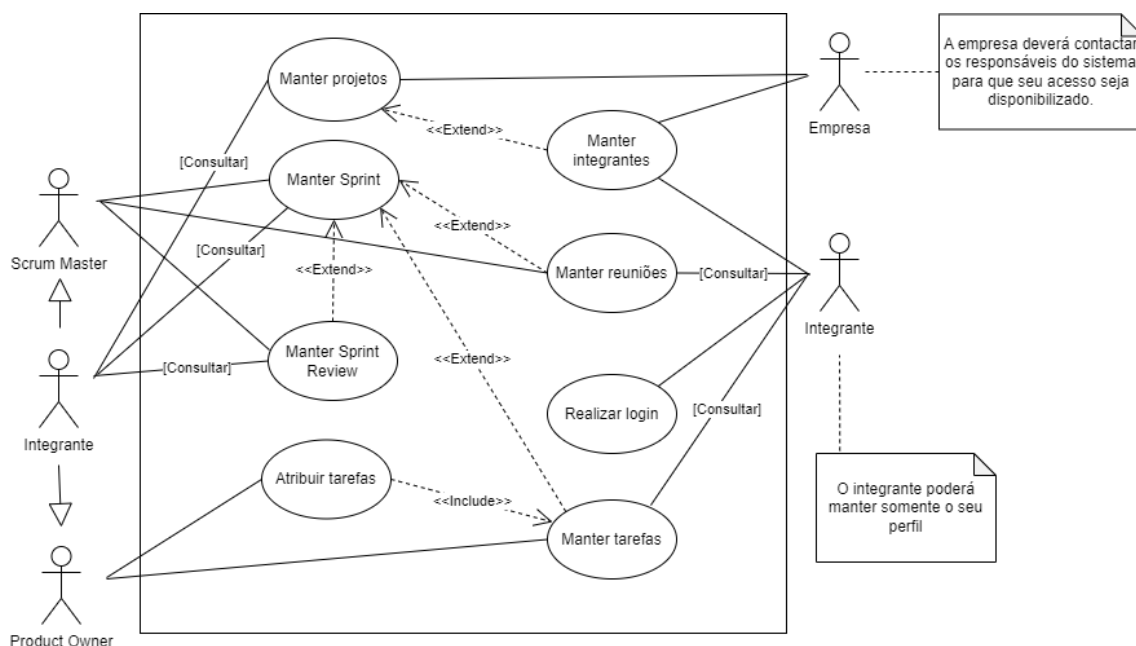 Manter projetos
A empresa deverá contactar
os responsáveis do sistema
para que seu acesso seja
disponibilizado.
Empresa
<<Extend>>
Manter
integrantes
[Consultar]
Manter Sprint
Scrum Master
<<Extend>>
[Consultar]
<<Extend>>
Manter reuniões
[Consultar]
Integrante
Manter Sprint
Review
[Consultar]
<<Extend>>
Integrante
Realizar login
[Consultar]
Atribuir tarefas
<<Include>>
Manter tarefas
O integrante poderá
manter somente o seu
perfil
Product Owner